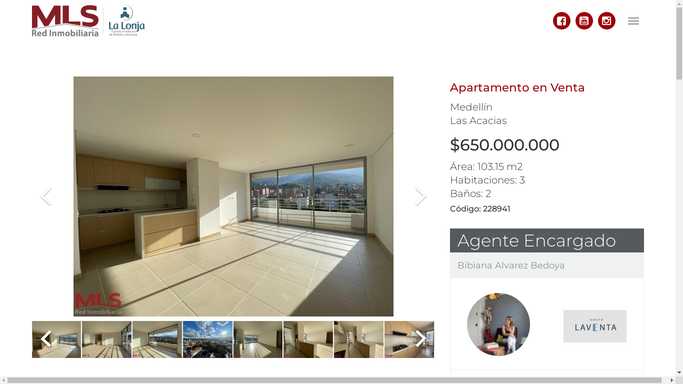 MLS
Red Inmobiliaria
La Lonja
Apartamento en Venta
Medellín
Las Acacias
$650.000.000
Área: 103.15 m2
Habitaciones: 3
Baños: 2
Código: 228941
Agente Encargado
Bibiana Alvarez Bedoya
LAVENTA
MLS
Red Inmobiliaria